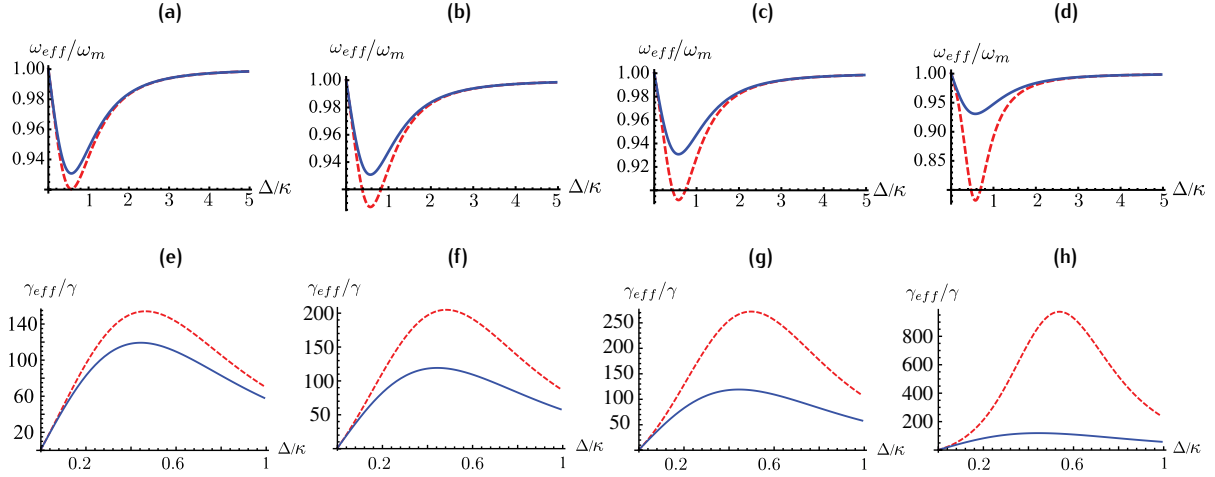 (a) (b) (c) (d)
ω_eff/ω_m ω_eff/ω_m ω_eff/ω_m ω_eff/ω_m
1.00 0.98 0.96 0.94
1 2 3 4 5 Δ/κ
1.00 0.98 0.96 0.94
1 2 3 4 5 Δ/κ
1.00 0.98 0.96 0.94 0.92
1 2 3 4 5 Δ/κ
1.00 0.95 0.90 0.85
1 2 3 4 5 Δ/κ
(e) (f) (g) (h)
γ_eff/γ γ_eff/γ γ_eff/γ γ_eff/γ
140 100 60 20
0.2 0.6 1 Δ/κ
200 150 100 50
0.2 0.6 1 Δ/κ
250 200 150 100 50
0.2 0.6 1 Δ/κ
800 600 400 200
0.2 0.6 1 Δ/κ